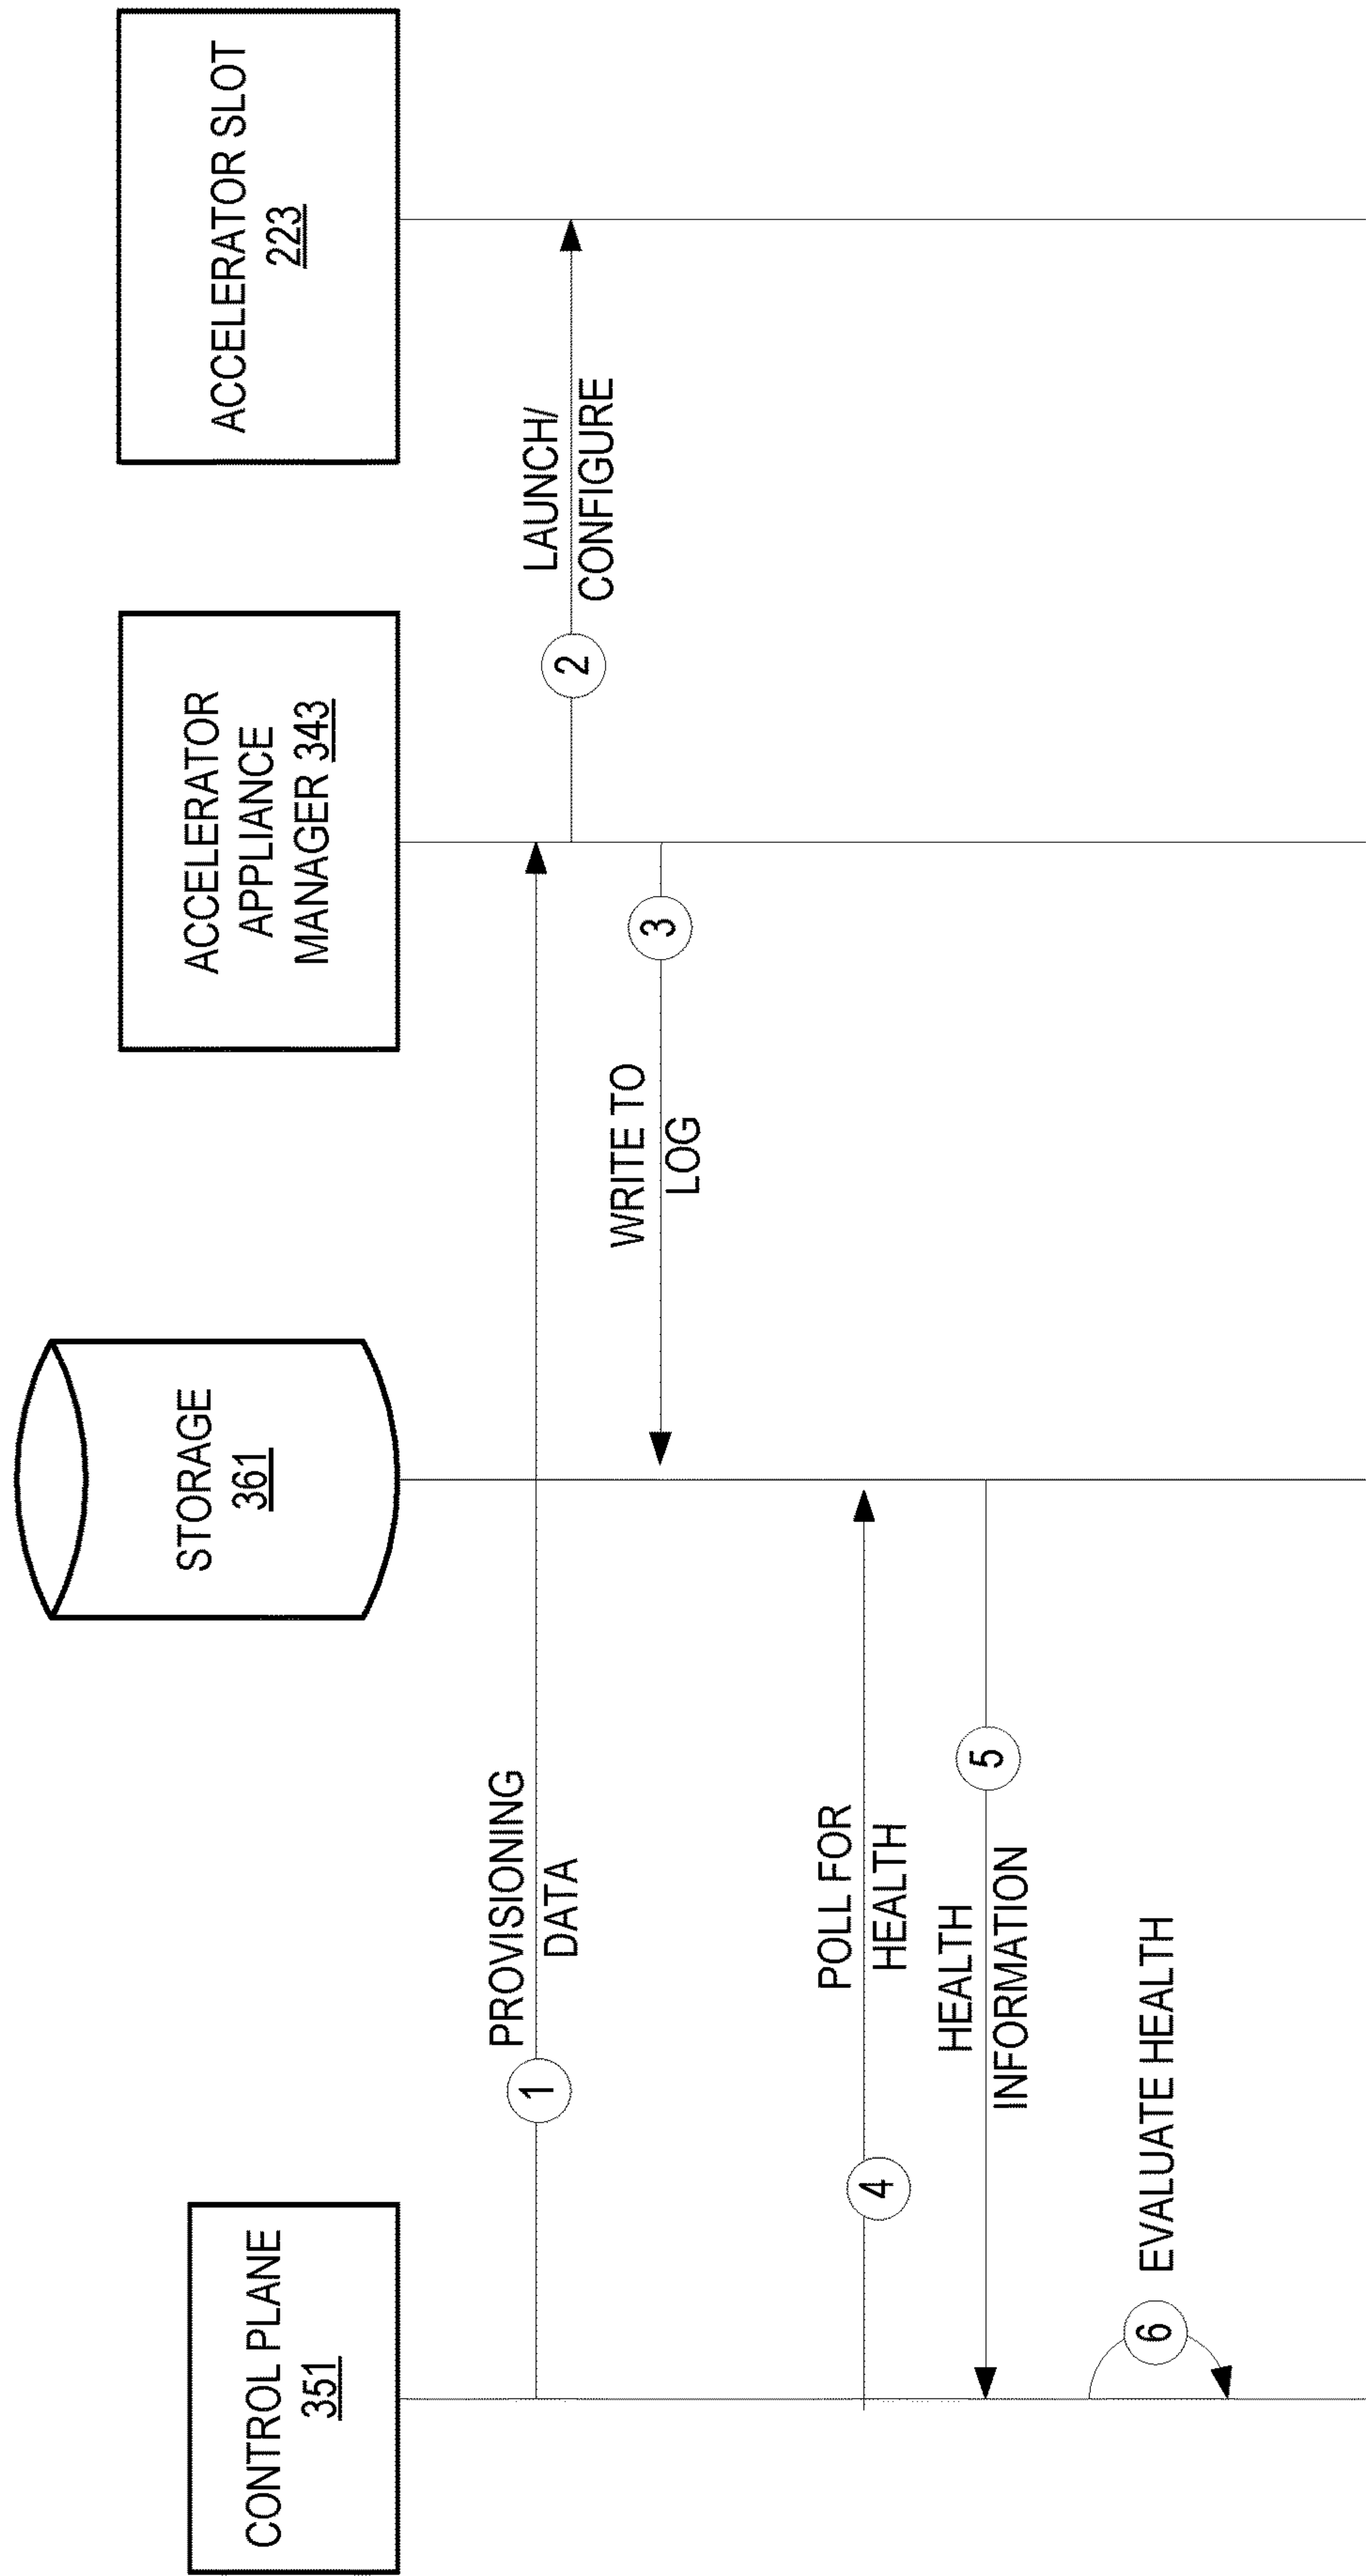 CONTROL PLANE
351
STORAGE
361
ACCELERATOR
APPLIANCE
MANAGER 343
ACCELERATOR SLOT
223
1
PROVISIONING
DATA
2
LAUNCH/
CONFIGURE
3
WRITE TO
LOG
4
POLL FOR
HEALTH
5
HEALTH
INFORMATION
6
EVALUATE HEALTH